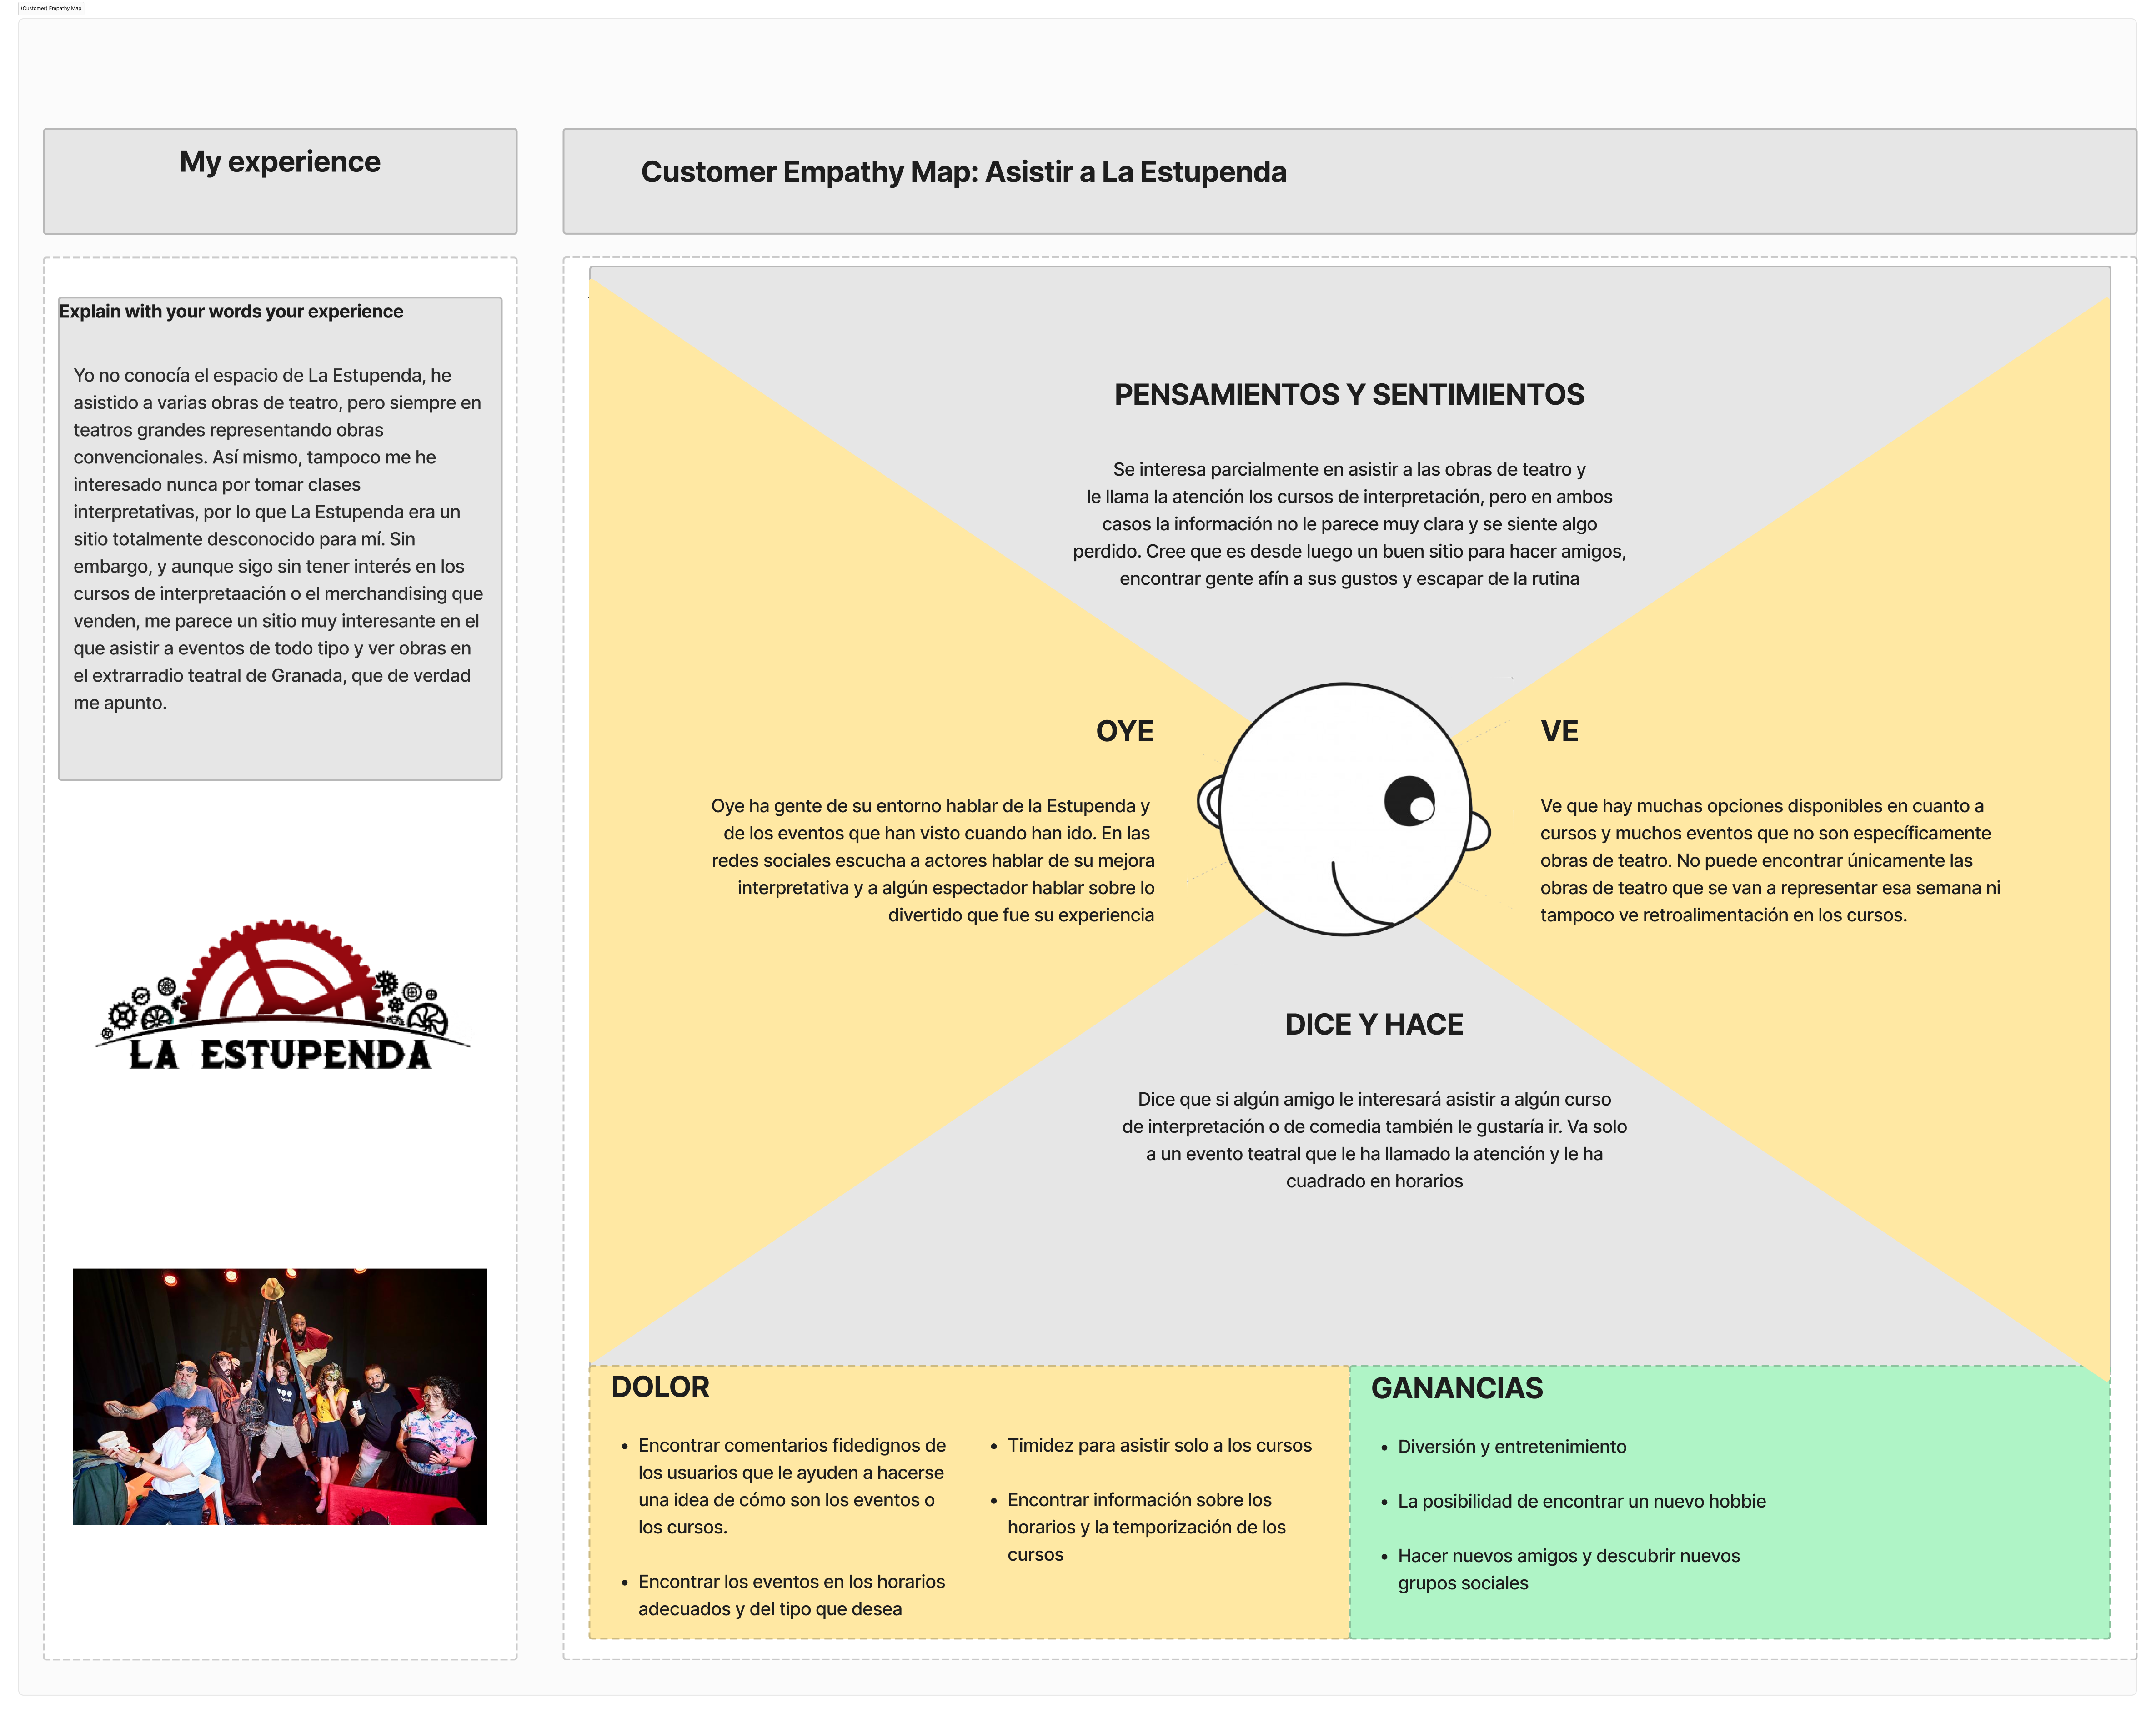 (Customer) Empathy Map
My experience
Explain with your words your experience
Yo no conocía el espacio de La Estupenda, he
asistido a varias obras de teatro, pero siempre en
teatros grandes representando obras
convencionales. Así mismo, tampoco me he
interesado nunca por tomar clases
interpretativas, por lo que La Estupenda era un
sitio totalmente desconocido para mí. Sin
embargo, y aunque sigo sin tener interés en los
cursos de interpretaación o el merchandising que
venden, me parece un sitio muy interesante en el
que asistir a eventos de todo tipo y ver obras en
el extrarradio teatral de Granada, que de verdad
me apunto.
LA ESTUPENDA
Customer Empathy Map: Asistir a La Estupenda
PENSAMIENTOS Y SENTIMIENTOS
Se interesa parcialmente en asistir a las obras de teatro y
le llama la atención los cursos de interpretación, pero en ambos
casos la información no le parece muy clara y se siente algo
perdido. Cree que es desde luego un buen sitio para hacer amigos,
encontrar gente afín a sus gustos y escapar de la rutina
OYE
Oye ha gente de su entorno hablar de la Estupenda y
de los eventos que han visto cuando han ido. En las
redes sociales escucha a actores hablar de su mejora
interpretativa y a algún espectador hablar sobre lo
divertido que fue su experiencia
VE
Ve que hay muchas opciones disponibles en cuanto a
cursos y muchos eventos que no son específicamente
obras de teatro. No puede encontrar únicamente las
obras de teatro que se van a representar esa semana ni
tampoco ve retroalimentación en los cursos.
DICE Y HACE
Dice que si algún amigo le interesará asistir a algún curso
de interpretación o de comedia también le gustaría ir. Va solo
a un evento teatral que le ha llamado la atención y le ha
cuadrado en horarios
DOLOR
• Encontrar comentarios fidedignos de
los usuarios que le ayuden a hacerse
una idea de cómo son los eventos o
los cursos.
• Encontrar los eventos en los horarios
adecuados y del tipo que desea
• Timidez para asistir solo a los cursos
• Encontrar información sobre los
horarios y la temporización de los
cursos
GANANCIAS
• Diversión y entretenimiento
• La posibilidad de encontrar un nuevo hobbie
• Hacer nuevos amigos y descubrir nuevos
grupos sociales